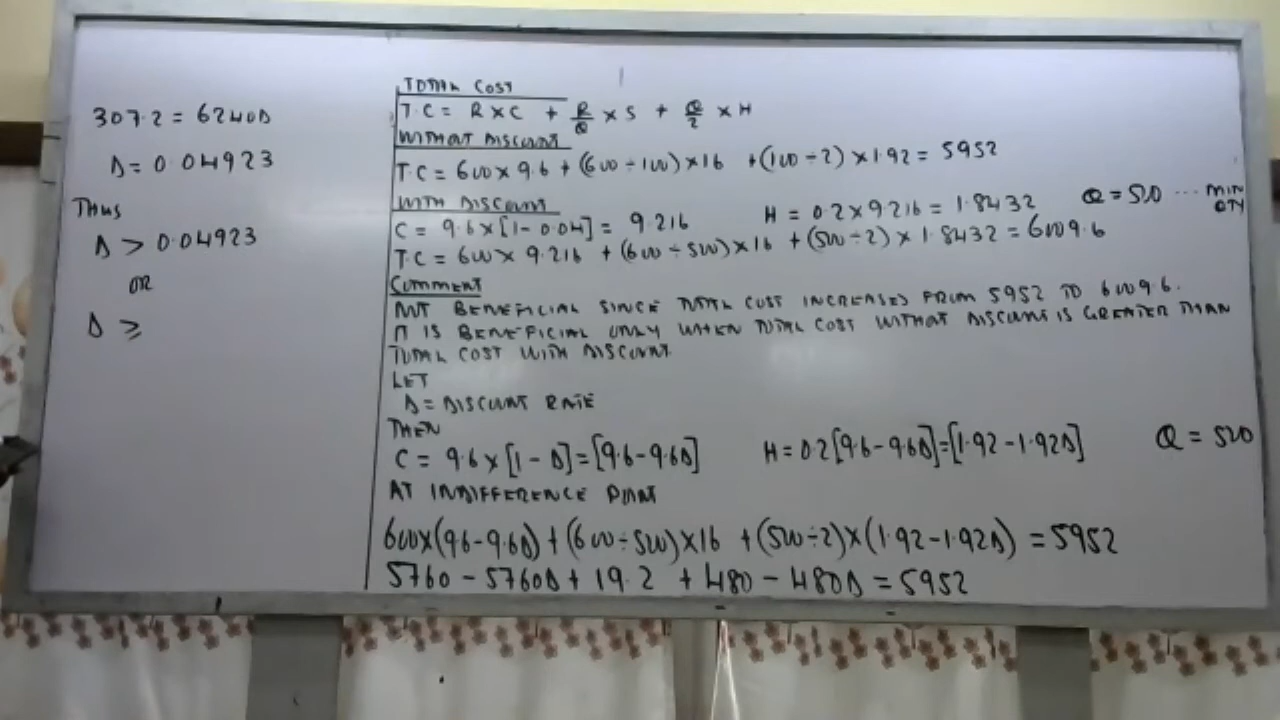 307.2 = 6240D
D = 0.04923
THUS
D > 0.04923
OR
D ≥
TOTAL COST
T.C = R×C + R/Q × S + Q/2 × H
WITHOUT DISCOUNT
T.C = 600 × 9.6 + (600 ÷ 100) × 16 + (100 ÷ 2) × 1.92 = 5952
WITH DISCOUNT
C = 9.6 × [1 - 0.04] = 9.216 H = 0.2 × 9.216 = 1.8432 Q = 500 ... MIN QTY
T.C = 600 × 9.216 + (600 ÷ 500) × 16 + (500 ÷ 2) × 1.8432 = 6009.6
COMMENT
NOT BENEFICIAL SINCE TOTAL COST INCREASES FROM 5952 TO 6009.6.
IT IS BENEFICIAL ONLY WHEN TOTAL COST WITHOUT DISCOUNT IS GREATER THAN
TOTAL COST WITH DISCOUNT.
LET
D = DISCOUNT RATE
THEN
C = 9.6 × [1 - D] = [9.6 - 9.6D] H = 0.2[9.6 - 9.6D] = [1.92 - 1.92D] Q = 500
AT INDIFFERENCE POINT
600×(9.6 - 9.6D) + (600 ÷ 500) × 16 + (500 ÷ 2) × (1.92 - 1.92D) = 5952
5760 - 5760D + 19.2 + 480 - 480D = 5952